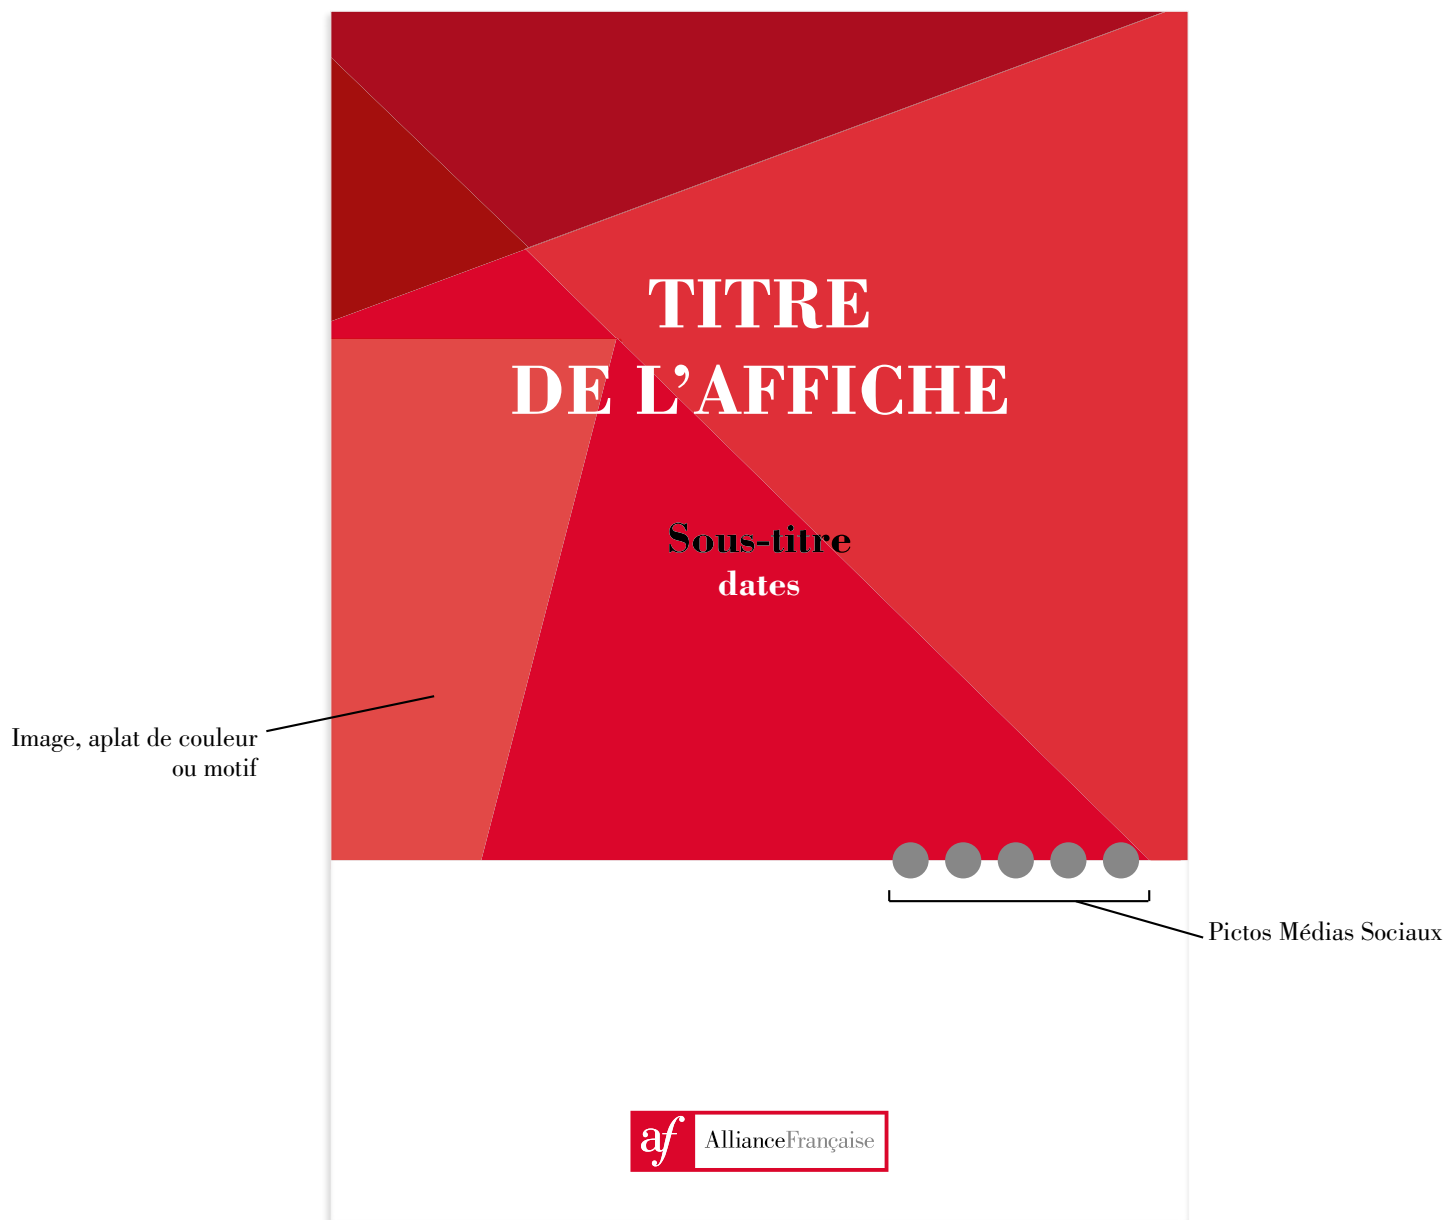 TITRE
DE L’AFFICHE
Sous-titre
dates
Image, aplat de couleur
ou motif
Pictos Médias Sociaux
af AllianceFrançaise